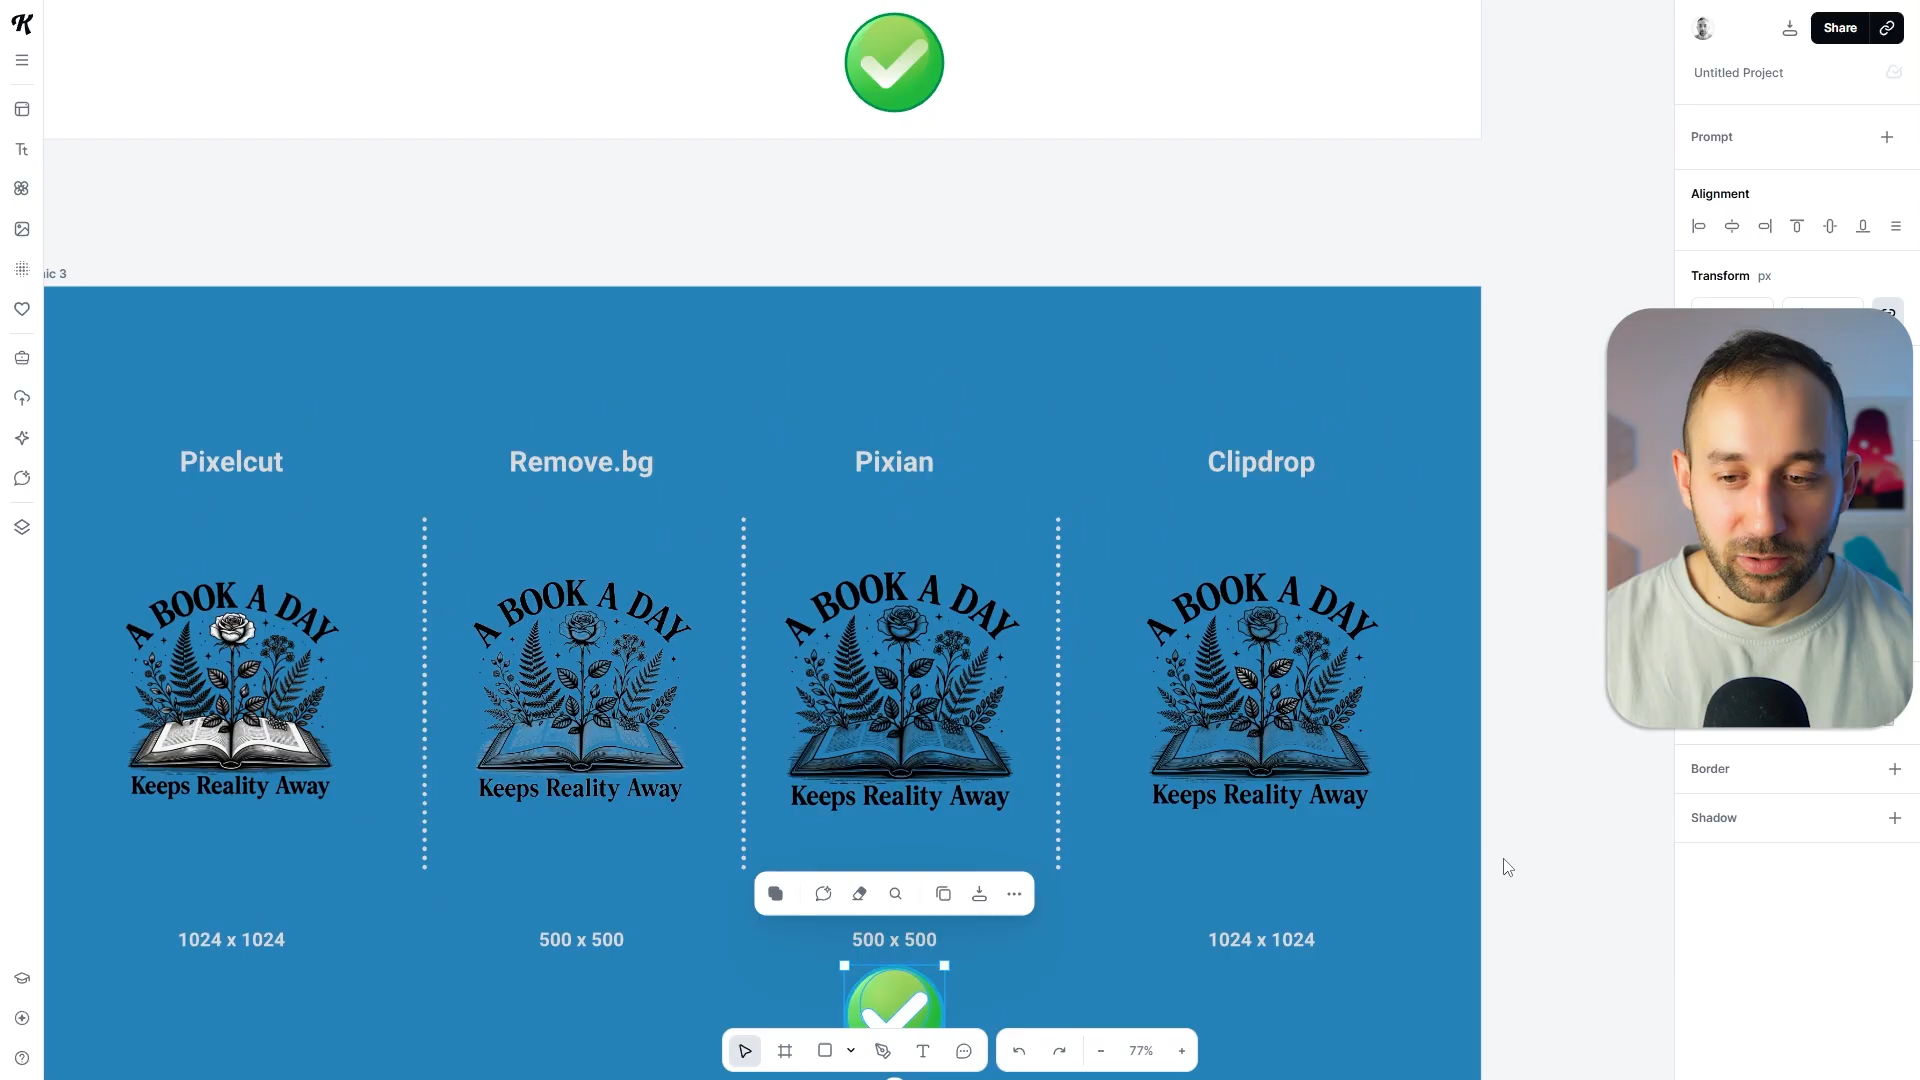 Share
Untitled Project
Prompt
Alignment
Transform px
ic 3
Pixelcut
Remove.bg
Pixian
Clipdrop
A BOOK A DAY
Keeps Reality Away
A BOOK A DAY
Keeps Reality Away
A BOOK A DAY
Keeps Reality Away
A BOOK A DAY
Keeps Reality Away
1024 x 1024
500 x 500
500 x 500
1024 x 1024
Border
Shadow
Tt
T
77%